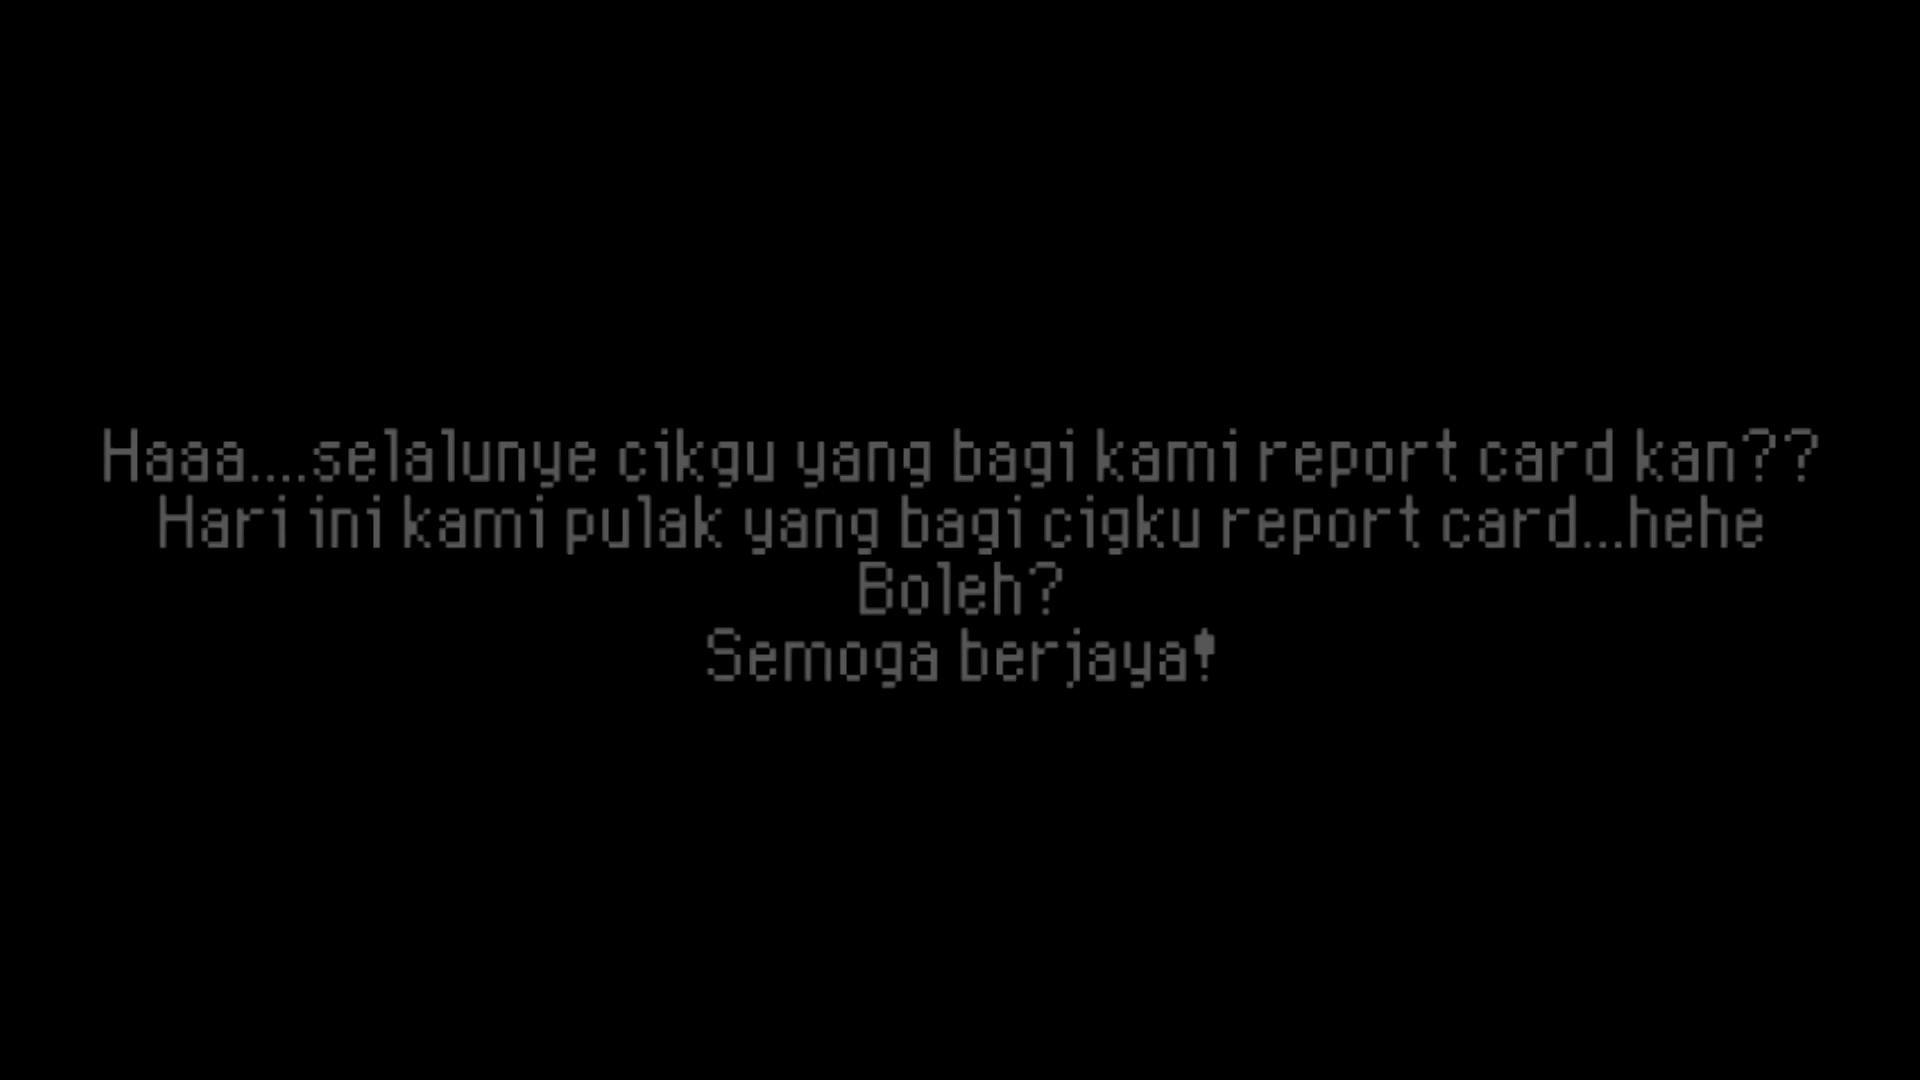 Haaa....selalunye cikgu yang bagi kami report card kan??
Hari ini kami pulak yang bagi cigku report card...hehe
Boleh?
Semoga berjaya!